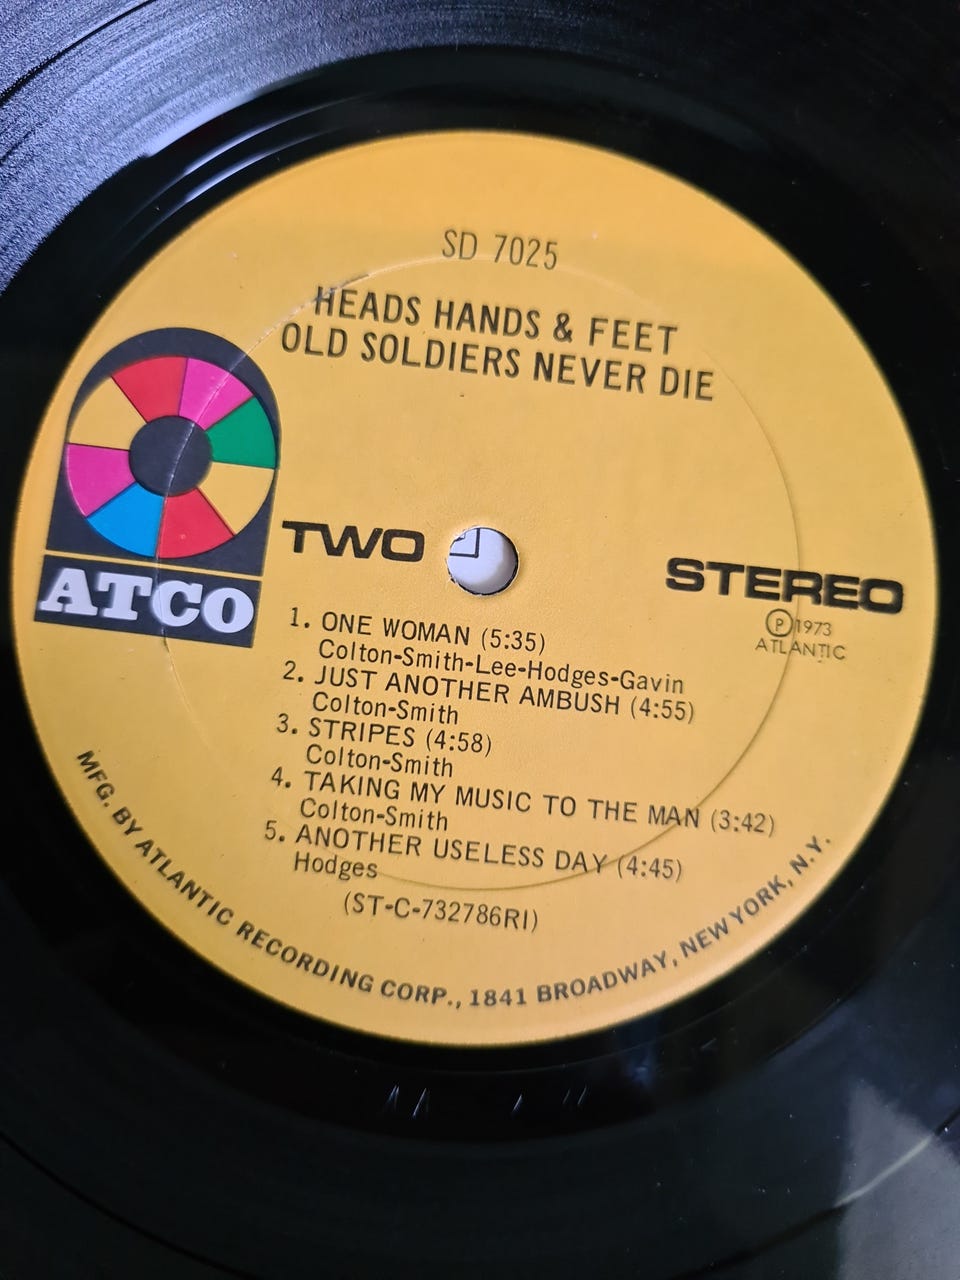 SD 7025
HEADS HANDS & FEET
OLD SOLDIERS NEVER DIE
ATCO
TWO
STEREO
Ⓟ1973
ATLANTIC
1. ONE WOMAN (5:35)
Colton-Smith-Lee-Hodges-Gavin
2. JUST ANOTHER AMBUSH (4:55)
Colton-Smith
3. STRIPES (4:58)
Colton-Smith
4. TAKING MY MUSIC TO THE MAN (3:42)
Colton-Smith
5. ANOTHER USELESS DAY (4:45)
Hodges
(ST-C-732786RI)
MFG. BY ATLANTIC RECORDING CORP., 1841 BROADWAY, NEW YORK, N.Y.